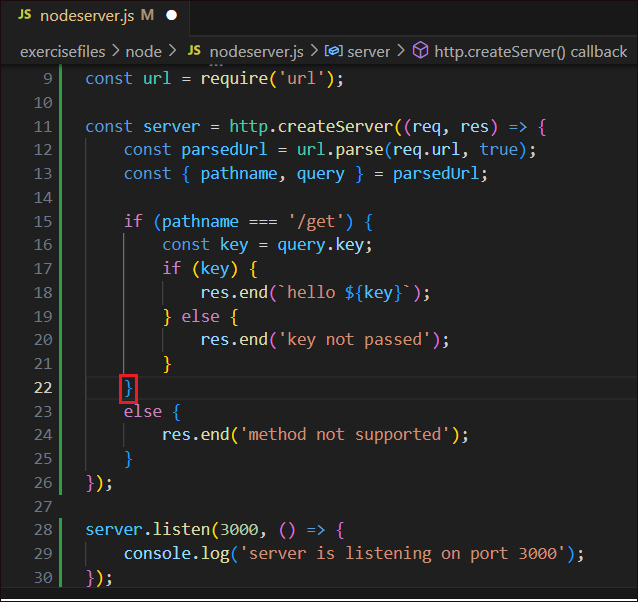 JS nodeserver.js M
exercisefiles > node > JS nodeserver.js > server > http.createServer() callback
9 const url = require('url');
10
11 const server = http.createServer((req, res) => {
12     const parsedUrl = url.parse(req.url, true);
13     const { pathname, query } = parsedUrl;
14
15     if (pathname === '/get') {
16         const key = query.key;
17         if (key) {
18             res.end(`hello ${key}`);
19         } else {
20             res.end('key not passed');
21         }
22     }
23     else {
24         res.end('method not supported');
25     }
26 });
27
28 server.listen(3000, () => {
29     console.log('server is listening on port 3000');
30 });